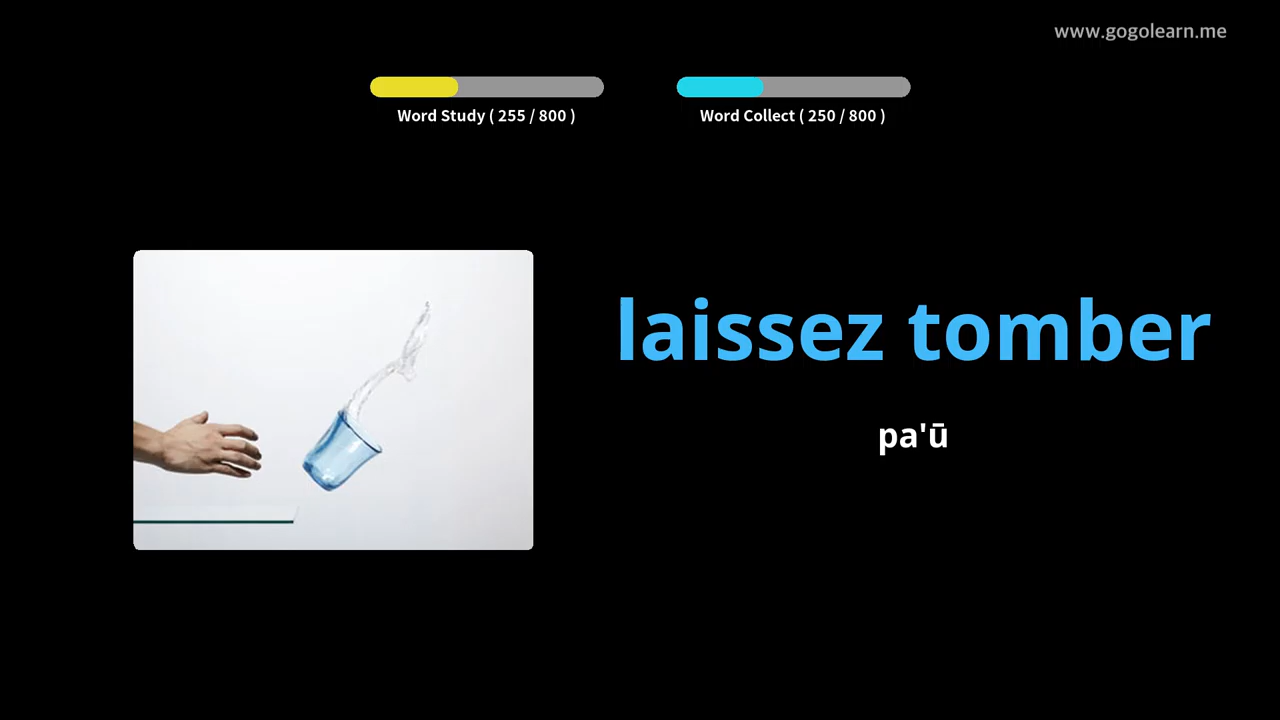 www.gogolearn.me
Word Study ( 255 / 800 )
Word Collect ( 250 / 800 )
laissez tomber
pa'ū